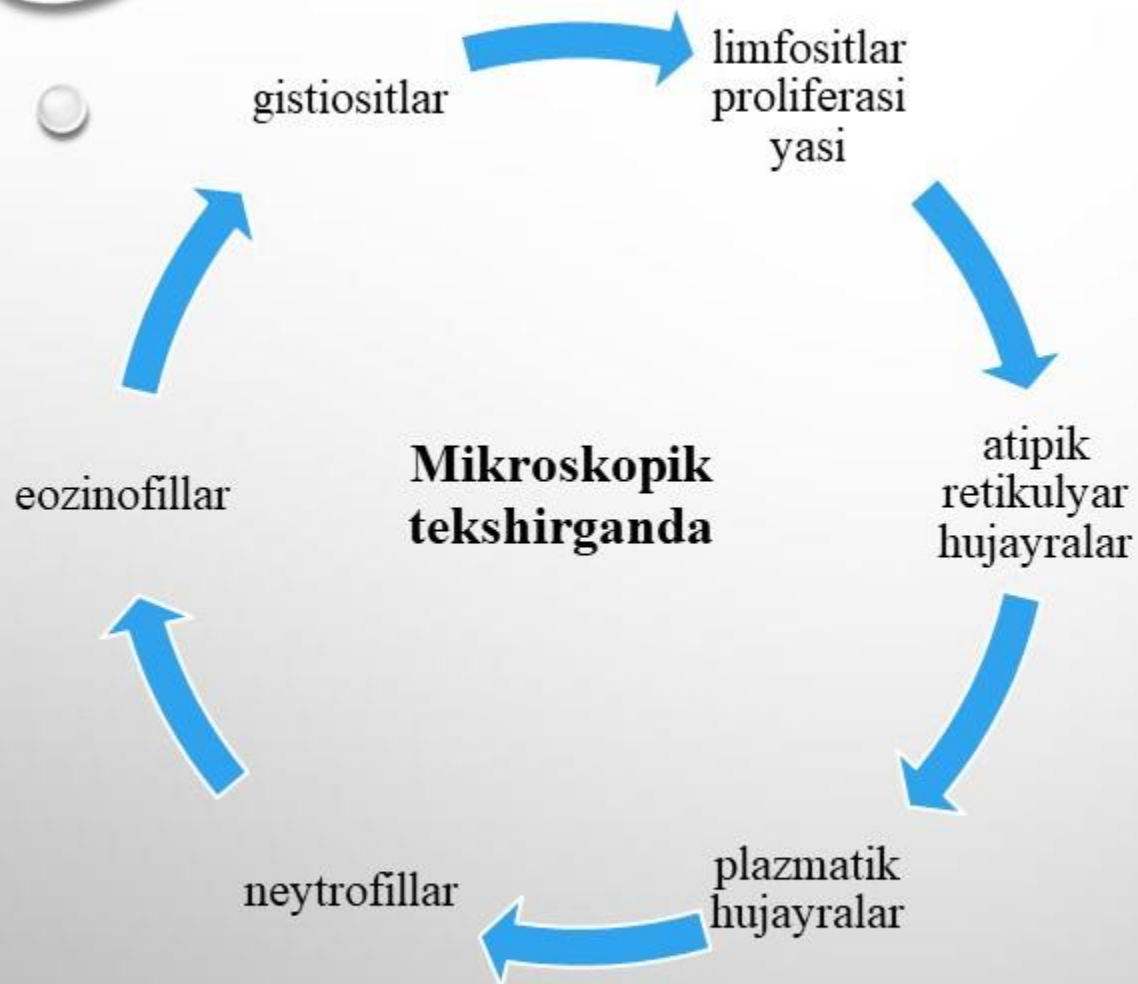 gistiositlar
limfositlar
proliferasi
yasi
atipik
retikulyar
hujayralar
plazmatik
hujayralar
neytrofillar
eozinofillar
Mikroskopik
tekshirganda